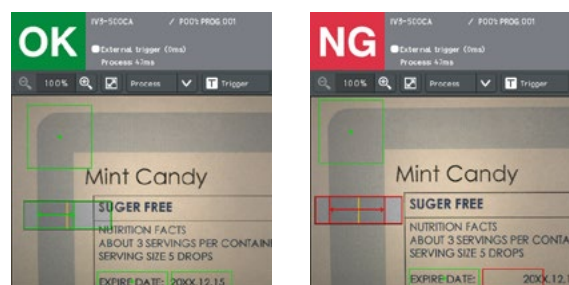 OK
IV3-500CA / P001: PROG.001
External trigger (0ms)
Process: 41ms
100% Process T Trigger
Mint Candy
SUGER FREE
NUTRITION FACTS
ABOUT 3 SERVINGS PER CONTAINE
SERVING SIZE 5 DROPS
EXPIRE DATE: 20XX.12.15
NG
IV3-500CA / P001: PROG.001
External trigger (0ms)
Process: 41ms
100% Process T Trigger
Mint Candy
SUGER FREE
NUTRITION FACTS
ABOUT 3 SERVINGS PER CONTA
SERVING SIZE 5 DROPS
EXPIRE DATE: 20XX.12.1